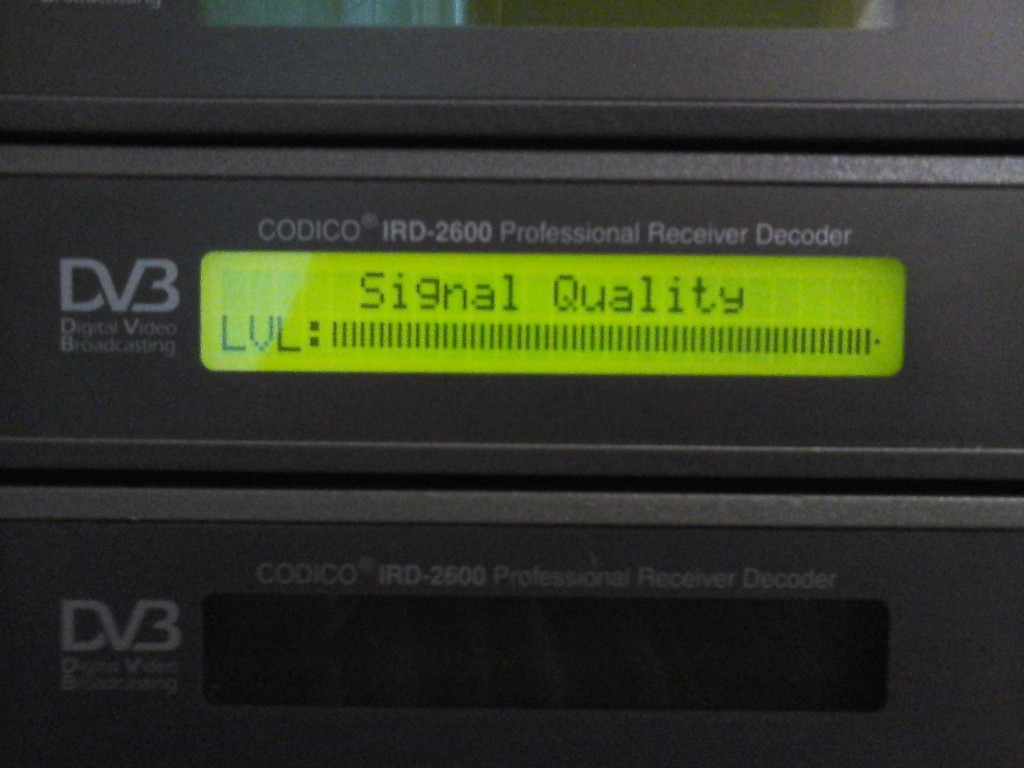 Broadcasting
CODICO® IRD-2600 Professional Receiver Decoder
DVB
Digital Video
Broadcasting
Signal Quality
LVL:
CODICO® IRD-2600 Professional Receiver Decoder
DVB
Digital Video
Broadcasting